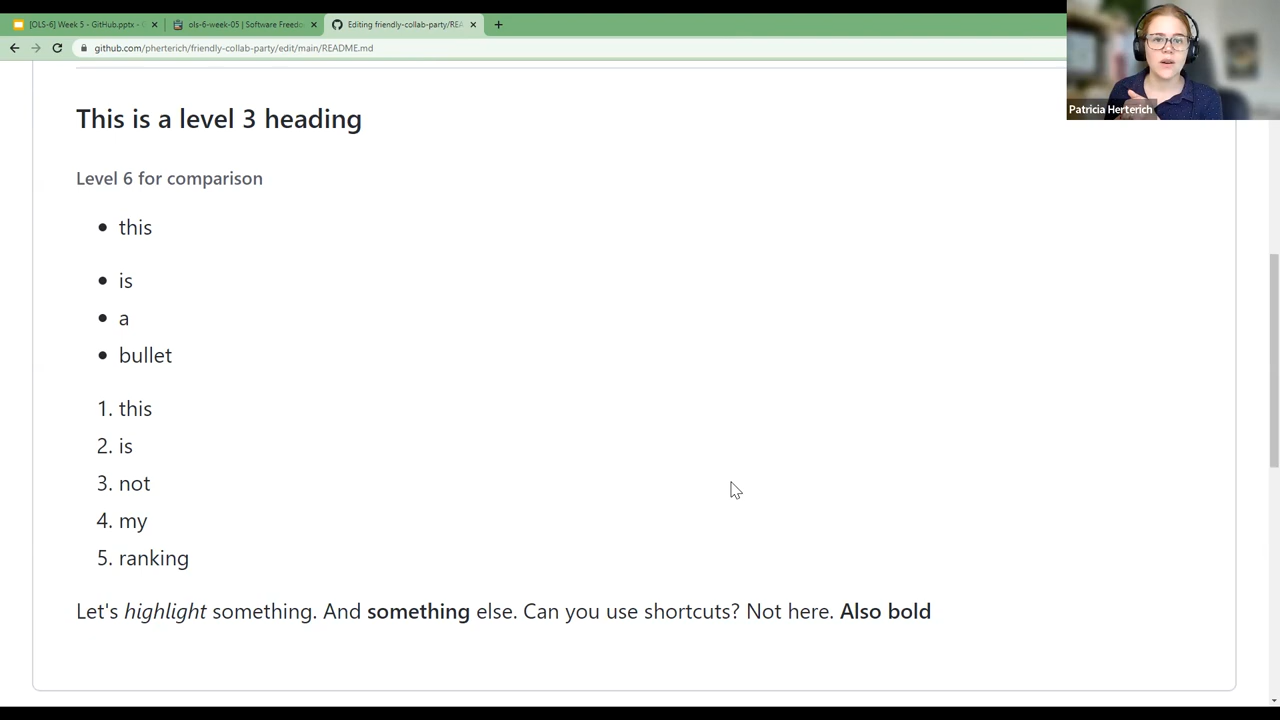 [OLS-6] Week 5 - GitHub.pptx -
ols-6-week-05 | Software Freedo
Editing friendly-collab-party/REA
github.com/pherterich/friendly-collab-party/edit/main/README.md
Patricia Herterich
This is a level 3 heading
Level 6 for comparison
• this
• is
• a
• bullet
1. this
2. is
3. not
4. my
5. ranking
Let's highlight something. And something else. Can you use shortcuts? Not here. Also bold